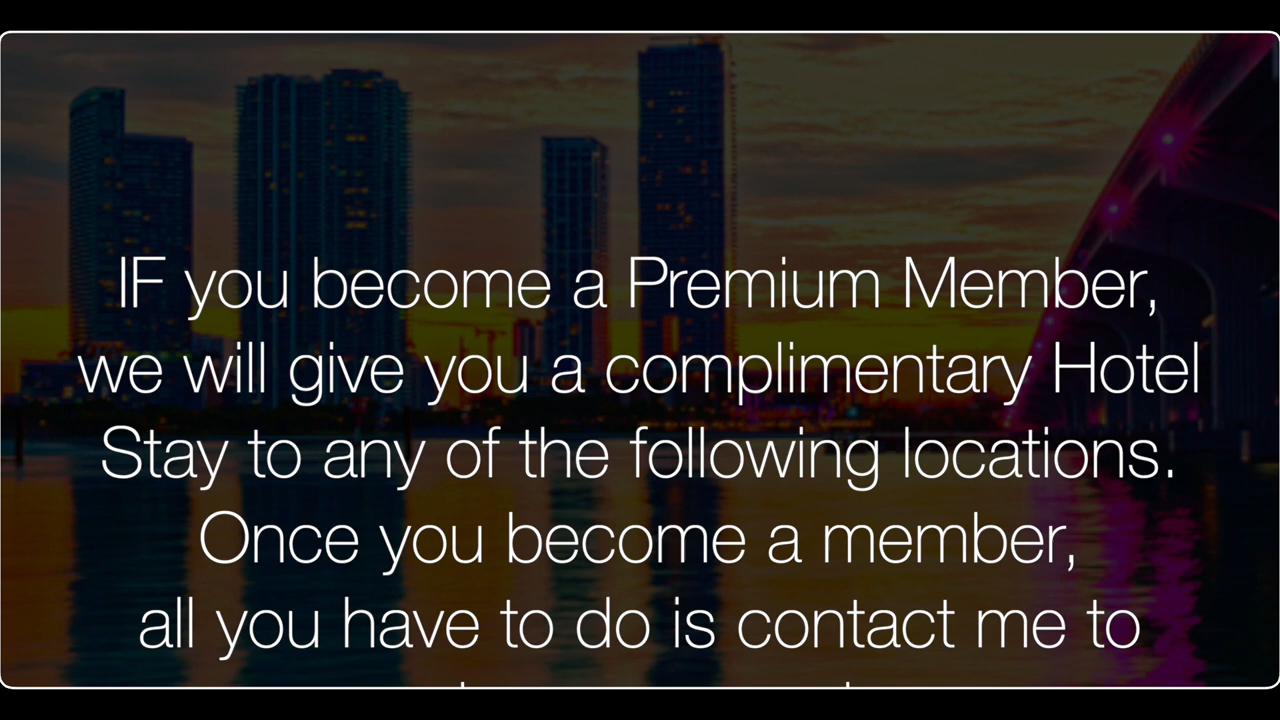 IF you become a Premium Member,
we will give you a complimentary Hotel
Stay to any of the following locations.
Once you become a member,
all you have to do is contact me to